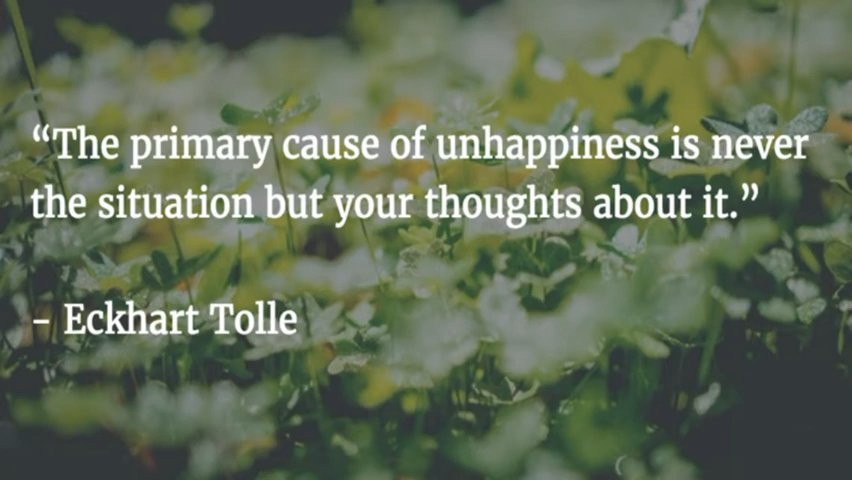 “The primary cause of unhappiness is never
the situation but your thoughts about it.”
– Eckhart Tolle